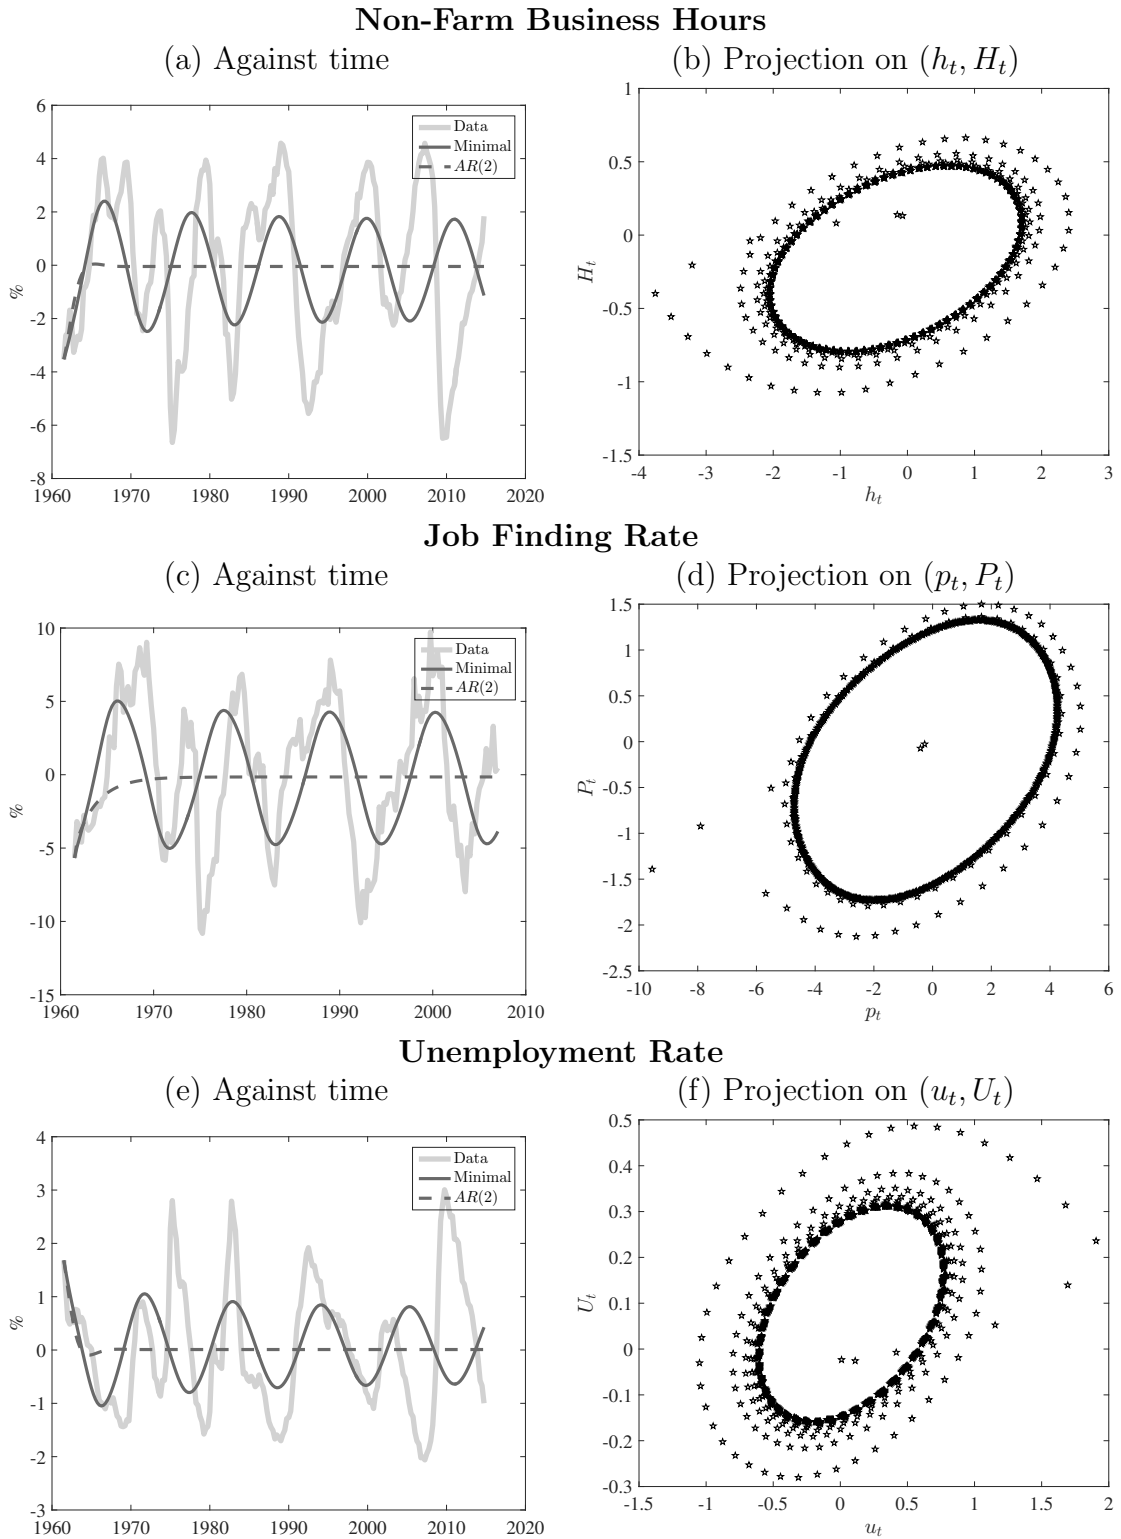 Non-Farm Business Hours
(a) Against time
(b) Projection on (h_t, H_t)
6
4
2
0
-2
-4
-6
-8
%
Data
Minimal
AR(2)
1960 1970 1980 1990 2000 2010 2020
1
0.5
0
-0.5
-1
-1.5
H_t
-4 -3 -2 -1 0 1 2 3
h_t
Job Finding Rate
(c) Against time
(d) Projection on (p_t, P_t)
10
5
0
-5
-10
-15
%
Data
Minimal
AR(2)
1960 1970 1980 1990 2000 2010
1.5
1
0.5
0
-0.5
-1
-1.5
-2
-2.5
P_t
-10 -8 -6 -4 -2 0 2 4 6
p_t
Unemployment Rate
(e) Against time
(f) Projection on (u_t, U_t)
4
3
2
1
0
-1
-2
-3
%
Data
Minimal
AR(2)
1960 1970 1980 1990 2000 2010 2020
0.5
0.4
0.3
0.2
0.1
0
-0.1
-0.2
-0.3
U_t
-1.5 -1 -0.5 0 0.5 1 1.5 2
u_t